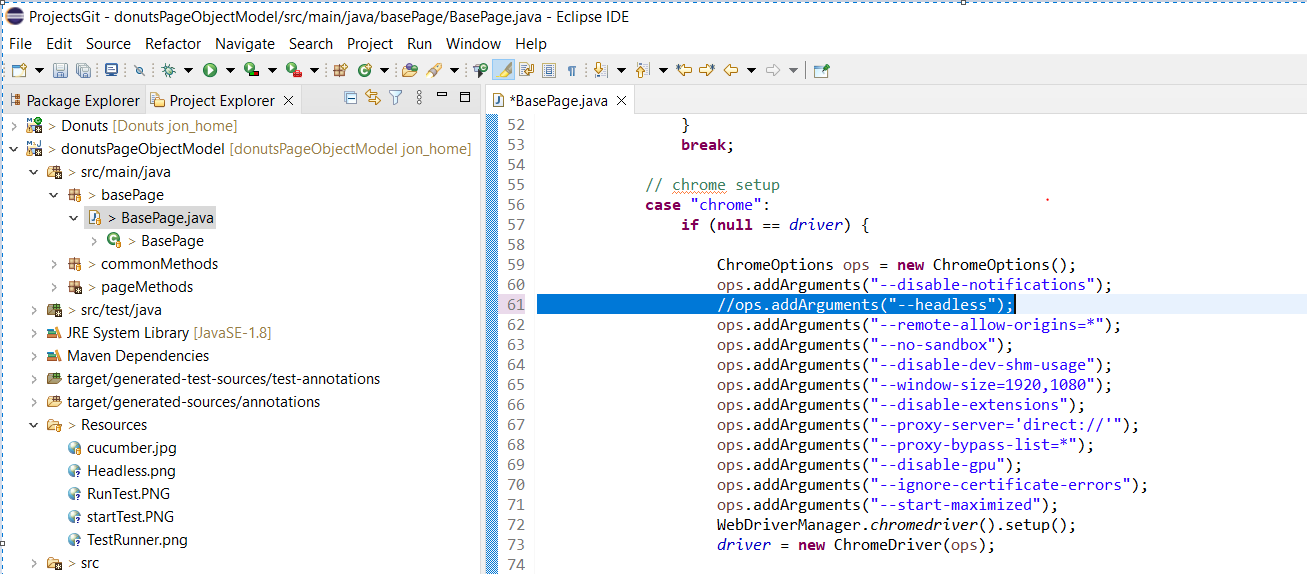 ProjectsGit - donutsPageObjectModel/src/main/java/basePage/BasePage.java - Eclipse IDE
File Edit Source Refactor Navigate Search Project Run Window Help
Package Explorer Project Explorer
> Donuts [Donuts jon_home]
> donutsPageObjectModel [donutsPageObjectModel jon_home]
> src/main/java
> basePage
> BasePage.java
> BasePage
> commonMethods
> pageMethods
> src/test/java
JRE System Library [JavaSE-1.8]
Maven Dependencies
target/generated-test-sources/test-annotations
target/generated-sources/annotations
> Resources
cucumber.jpg
Headless.png
RunTest.PNG
startTest.PNG
TestRunner.png
> src
*BasePage.java
52 }
53 break;
54
55 // chrome setup
56 case "chrome":
57 if (null == driver) {
58
59 ChromeOptions ops = new ChromeOptions();
60 ops.addArguments("--disable-notifications");
61 //ops.addArguments("--headless");
62 ops.addArguments("--remote-allow-origins=*");
63 ops.addArguments("--no-sandbox");
64 ops.addArguments("--disable-dev-shm-usage");
65 ops.addArguments("--window-size=1920,1080");
66 ops.addArguments("--disable-extensions");
67 ops.addArguments("--proxy-server='direct://'");
68 ops.addArguments("--proxy-bypass-list=*");
69 ops.addArguments("--disable-gpu");
70 ops.addArguments("--ignore-certificate-errors");
71 ops.addArguments("--start-maximized");
72 WebDriverManager.chromedriver().setup();
73 driver = new ChromeDriver(ops);
74